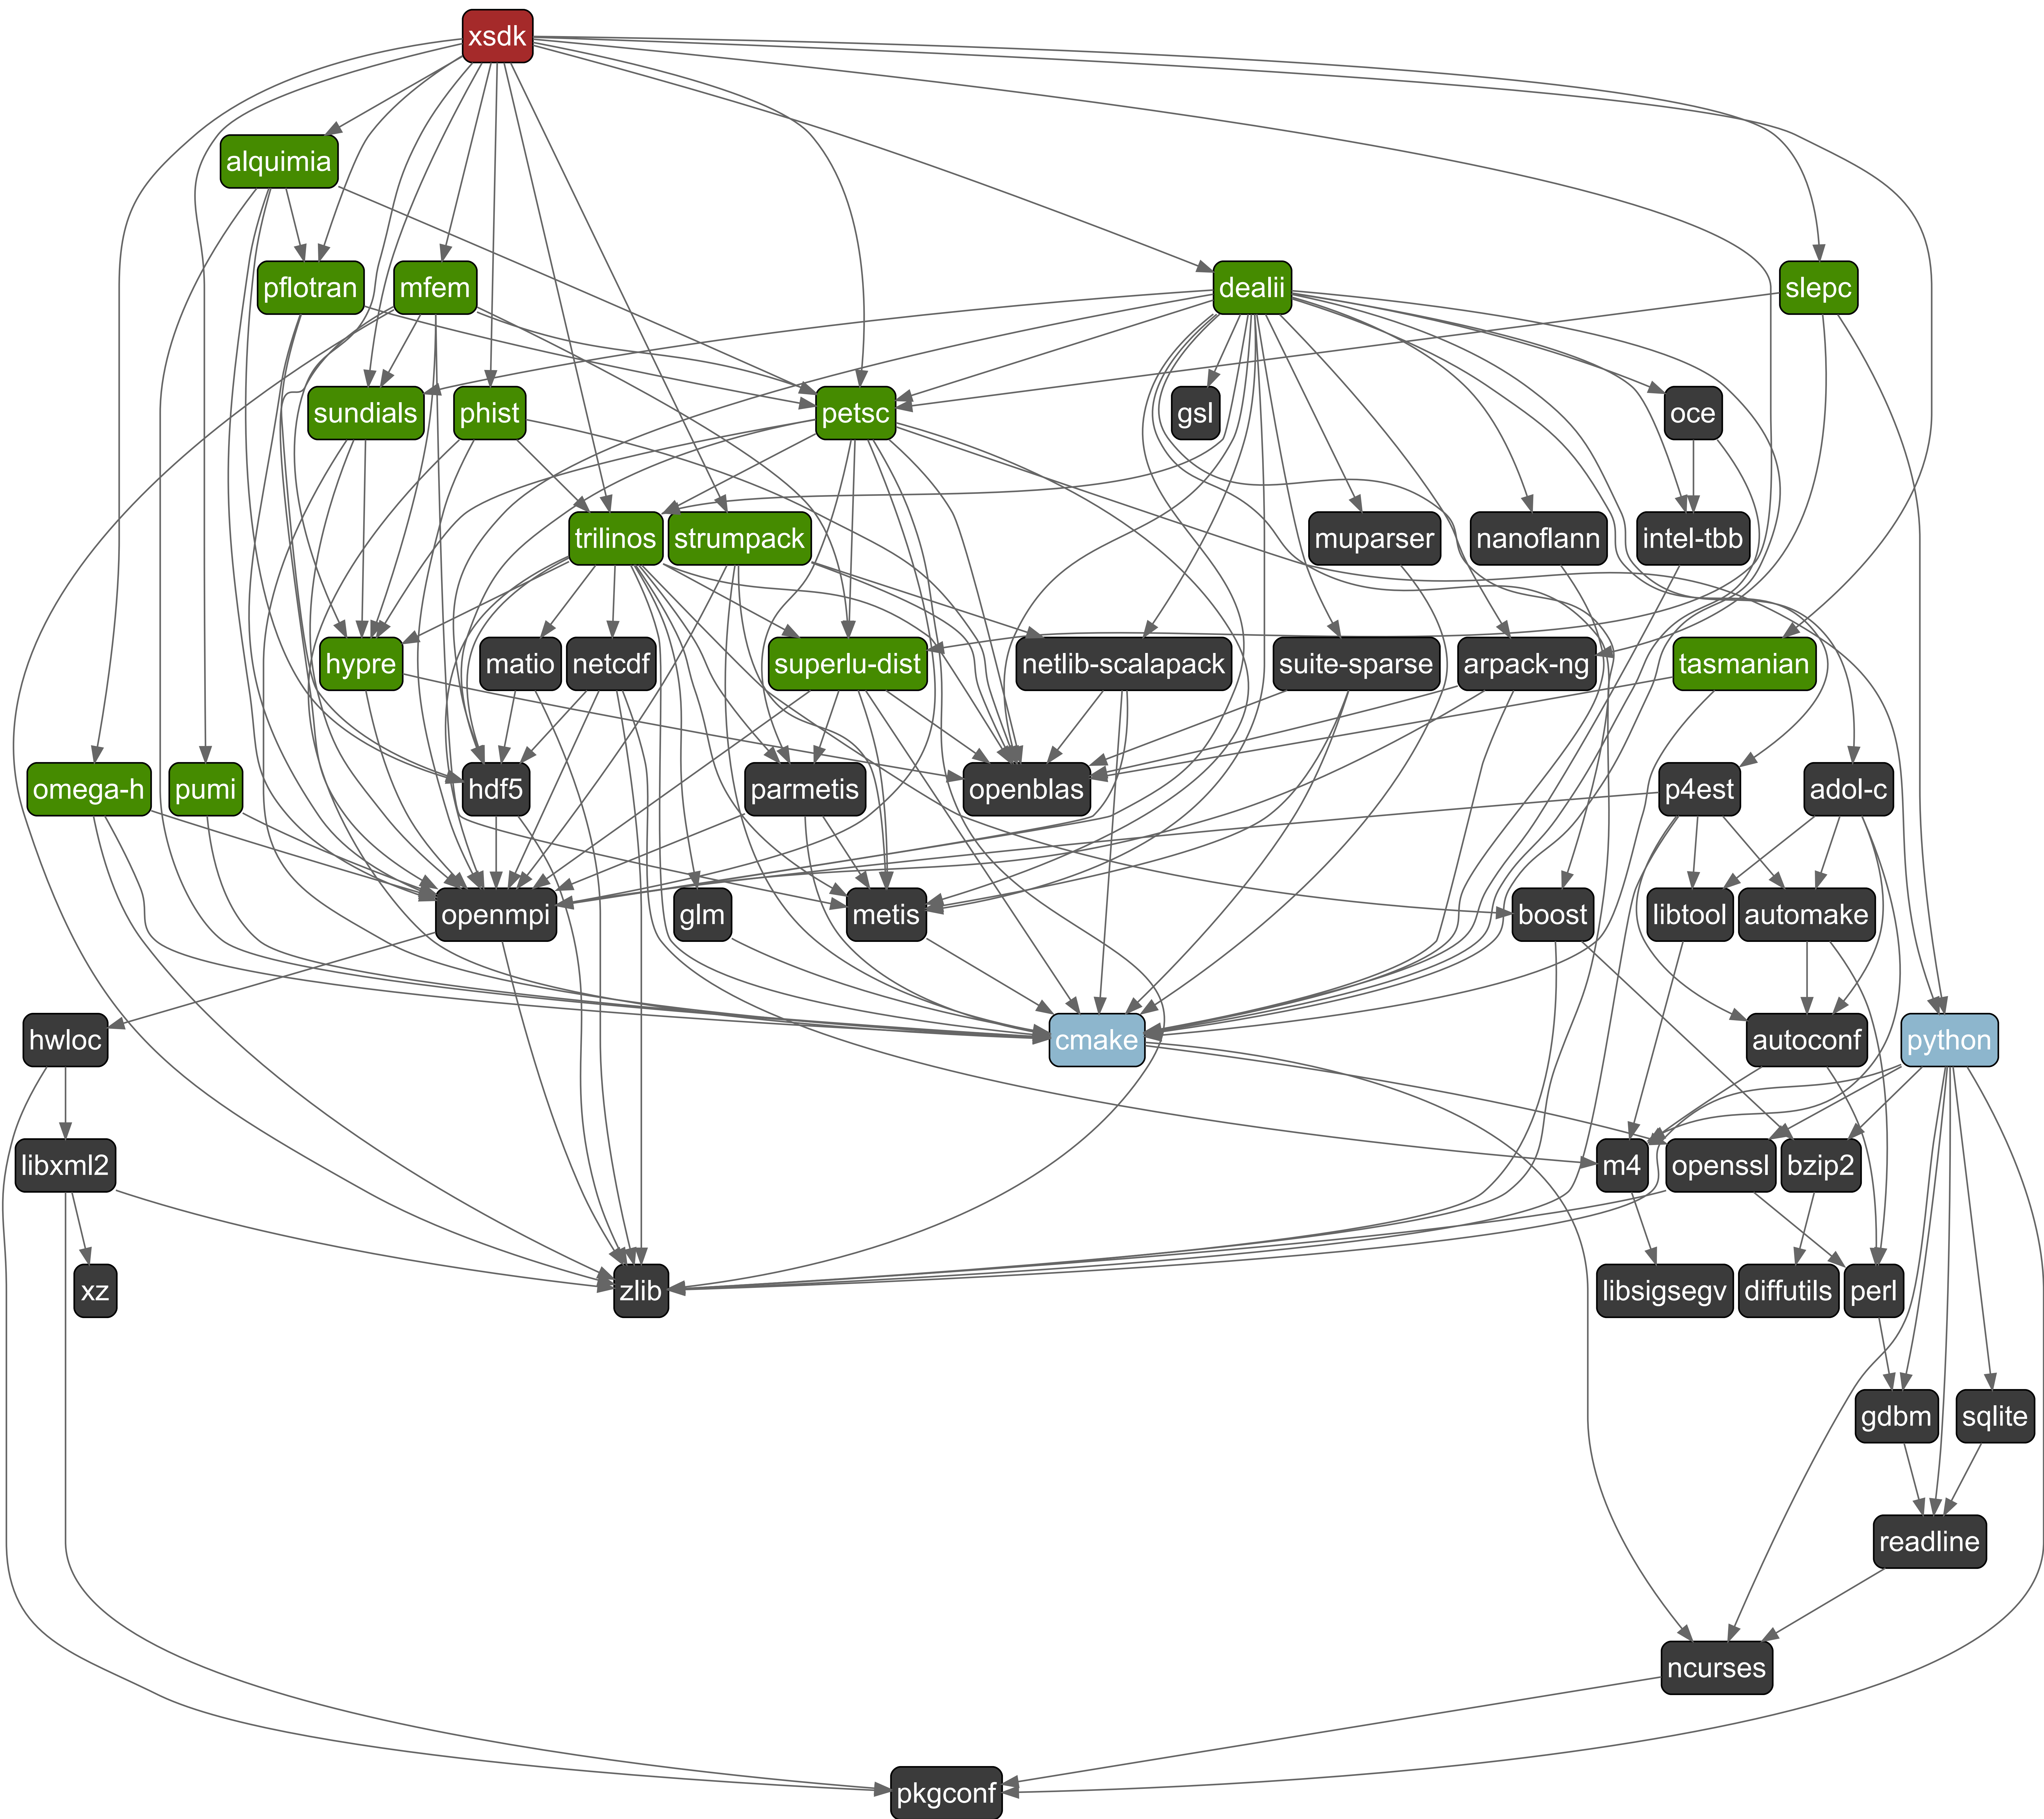 xsdk
alquimia
pflotran
mfem
dealii
slepc
sundials
phist
petsc
gsl
oce
trilinos
strumpack
muparser
nanoflann
intel-tbb
hypre
matio
netcdf
superlu-dist
netlib-scalapack
suite-sparse
arpack-ng
tasmanian
omega-h
pumi
hdf5
parmetis
openblas
p4est
adol-c
openmpi
glm
metis
boost
libtool
automake
hwloc
cmake
autoconf
python
libxml2
m4
openssl
bzip2
xz
zlib
libsigsegv
diffutils
perl
gdbm
sqlite
readline
ncurses
pkgconf